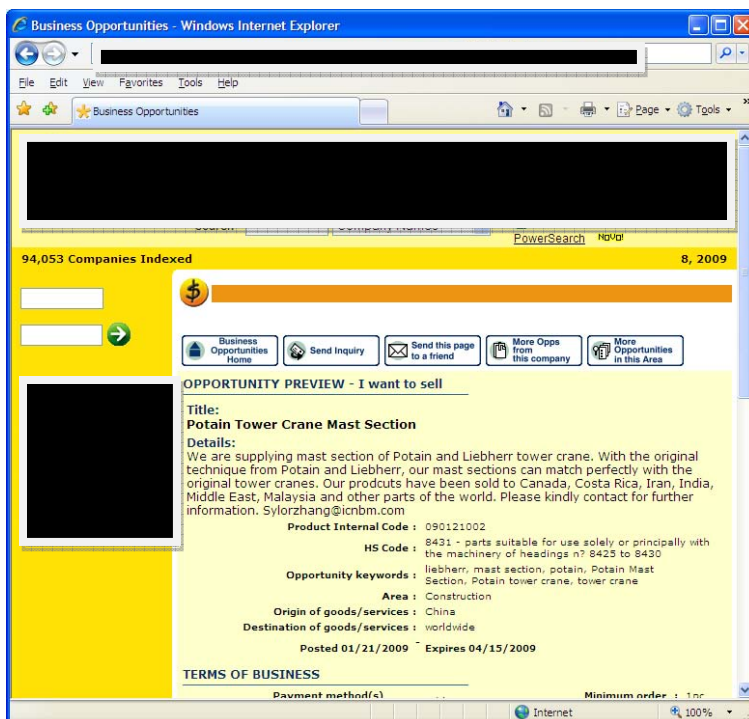 Business Opportunities - Windows Internet Explorer
File Edit View Favorites Tools Help
Business Opportunities
Page Tools
PowerSearch Novo!
94,053 Companies Indexed
8, 2009
Business Opportunities Home
Send Inquiry
Send this page to a friend
More Opps from this company
More Opportunities in this Area
OPPORTUNITY PREVIEW - I want to sell
Title:
Potain Tower Crane Mast Section
Details:
We are supplying mast section of Potain and Liebherr tower crane. With the original
technique from Potain and Liebherr, our mast sections can match perfectly with the
original tower cranes. Our prodcuts have been sold to Canada, Costa Rica, Iran, India,
Middle East, Malaysia and other parts of the world. Please kindly contact for further
information. Sylorzhang@icnbm.com
Product Internal Code : 090121002
HS Code : 8431 - parts suitable for use solely or principally with
the machinery of headings n? 8425 to 8430
Opportunity keywords : liebherr, mast section, potain, Potain Mast
Section, Potain tower crane, tower crane
Area : Construction
Origin of goods/services : China
Destination of goods/services : worldwide
Posted 01/21/2009 - Expires 04/15/2009
TERMS OF BUSINESS
Payment method(s)
Minimum order : 1pc
Internet
100%